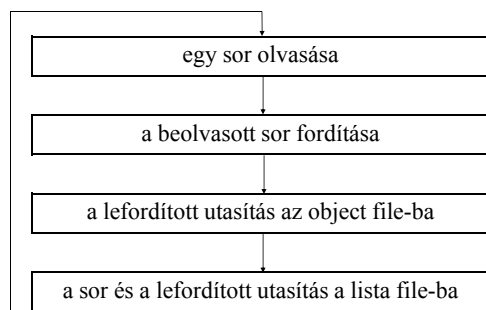 egy sor olvasása
a beolvasott sor fordítása
a lefordított utasítás az object file-ba
a sor és a lefordított utasítás a lista file-ba